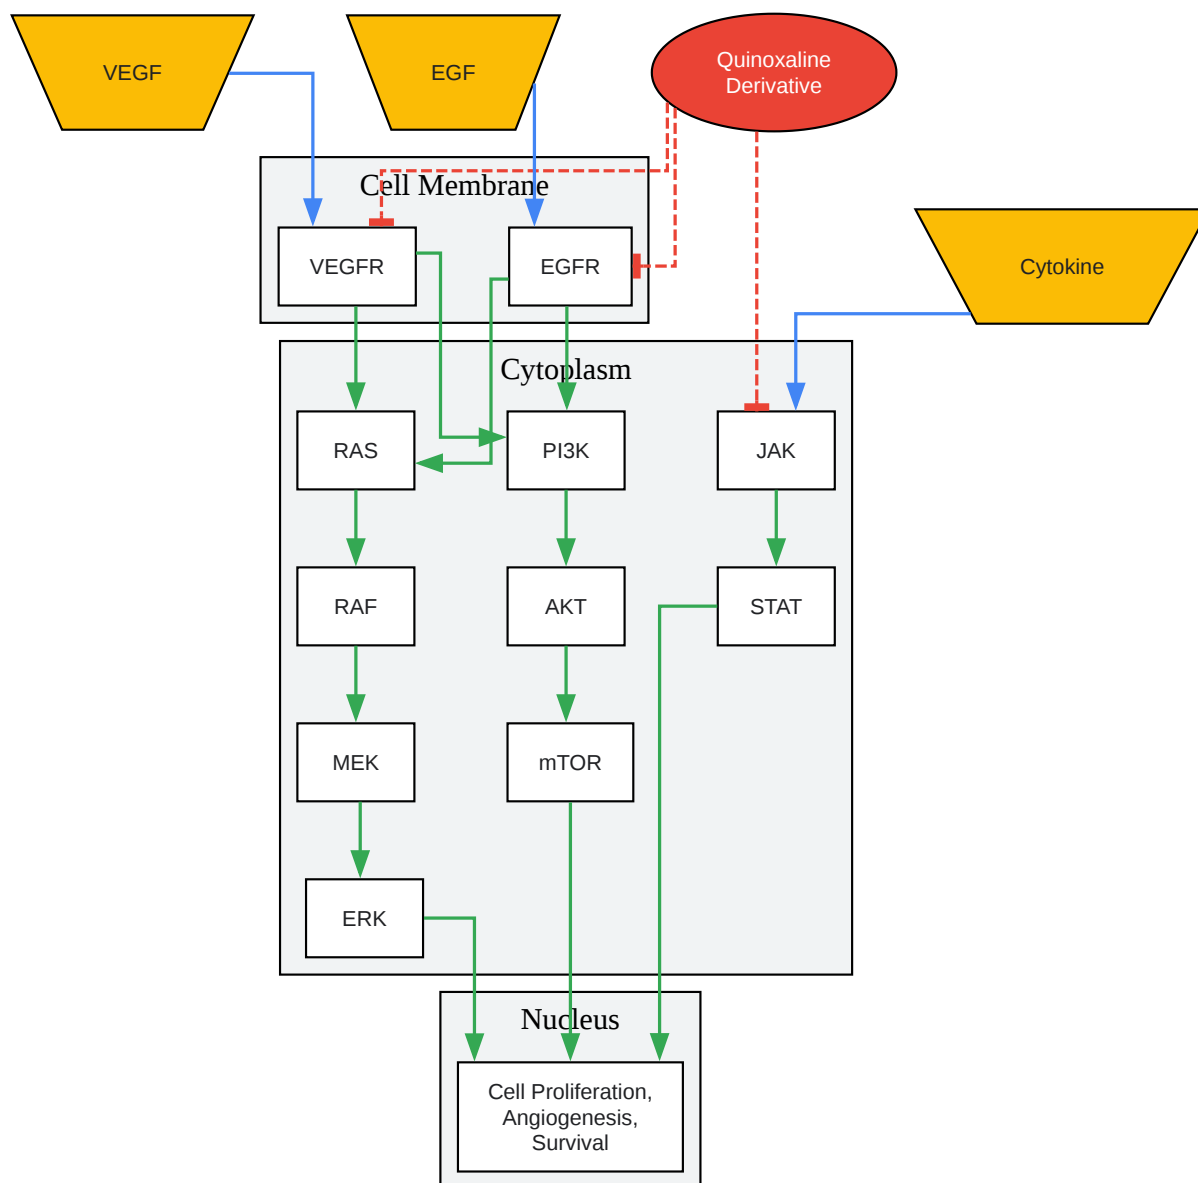 VEGF
EGF
Quinoxaline
Derivative
Cell Membrane
VEGFR
EGFR
Cytokine
Cytoplasm
RAS
PI3K
JAK
RAF
AKT
STAT
MEK
mTOR
ERK
Nucleus
Cell Proliferation,
Angiogenesis,
Survival